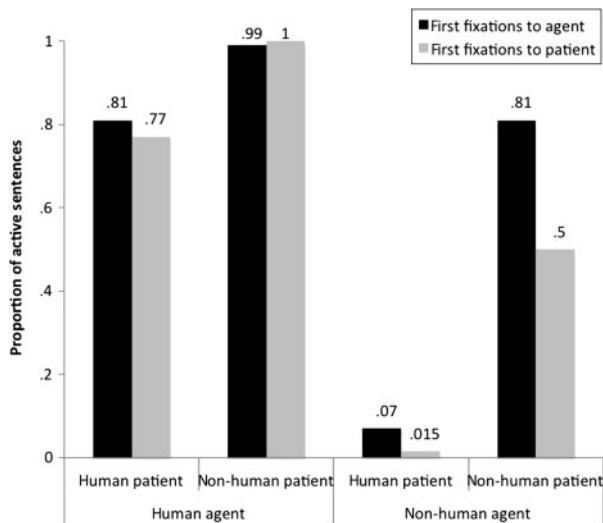 First fixations to agent
First fixations to patient
Proportion of active sentences
1
.8
.6
.4
.2
0
.81
.77
.99
1
.07
.015
.81
.5
Human patient
Non-human patient
Human patient
Non-human patient
Human agent
Non-human agent